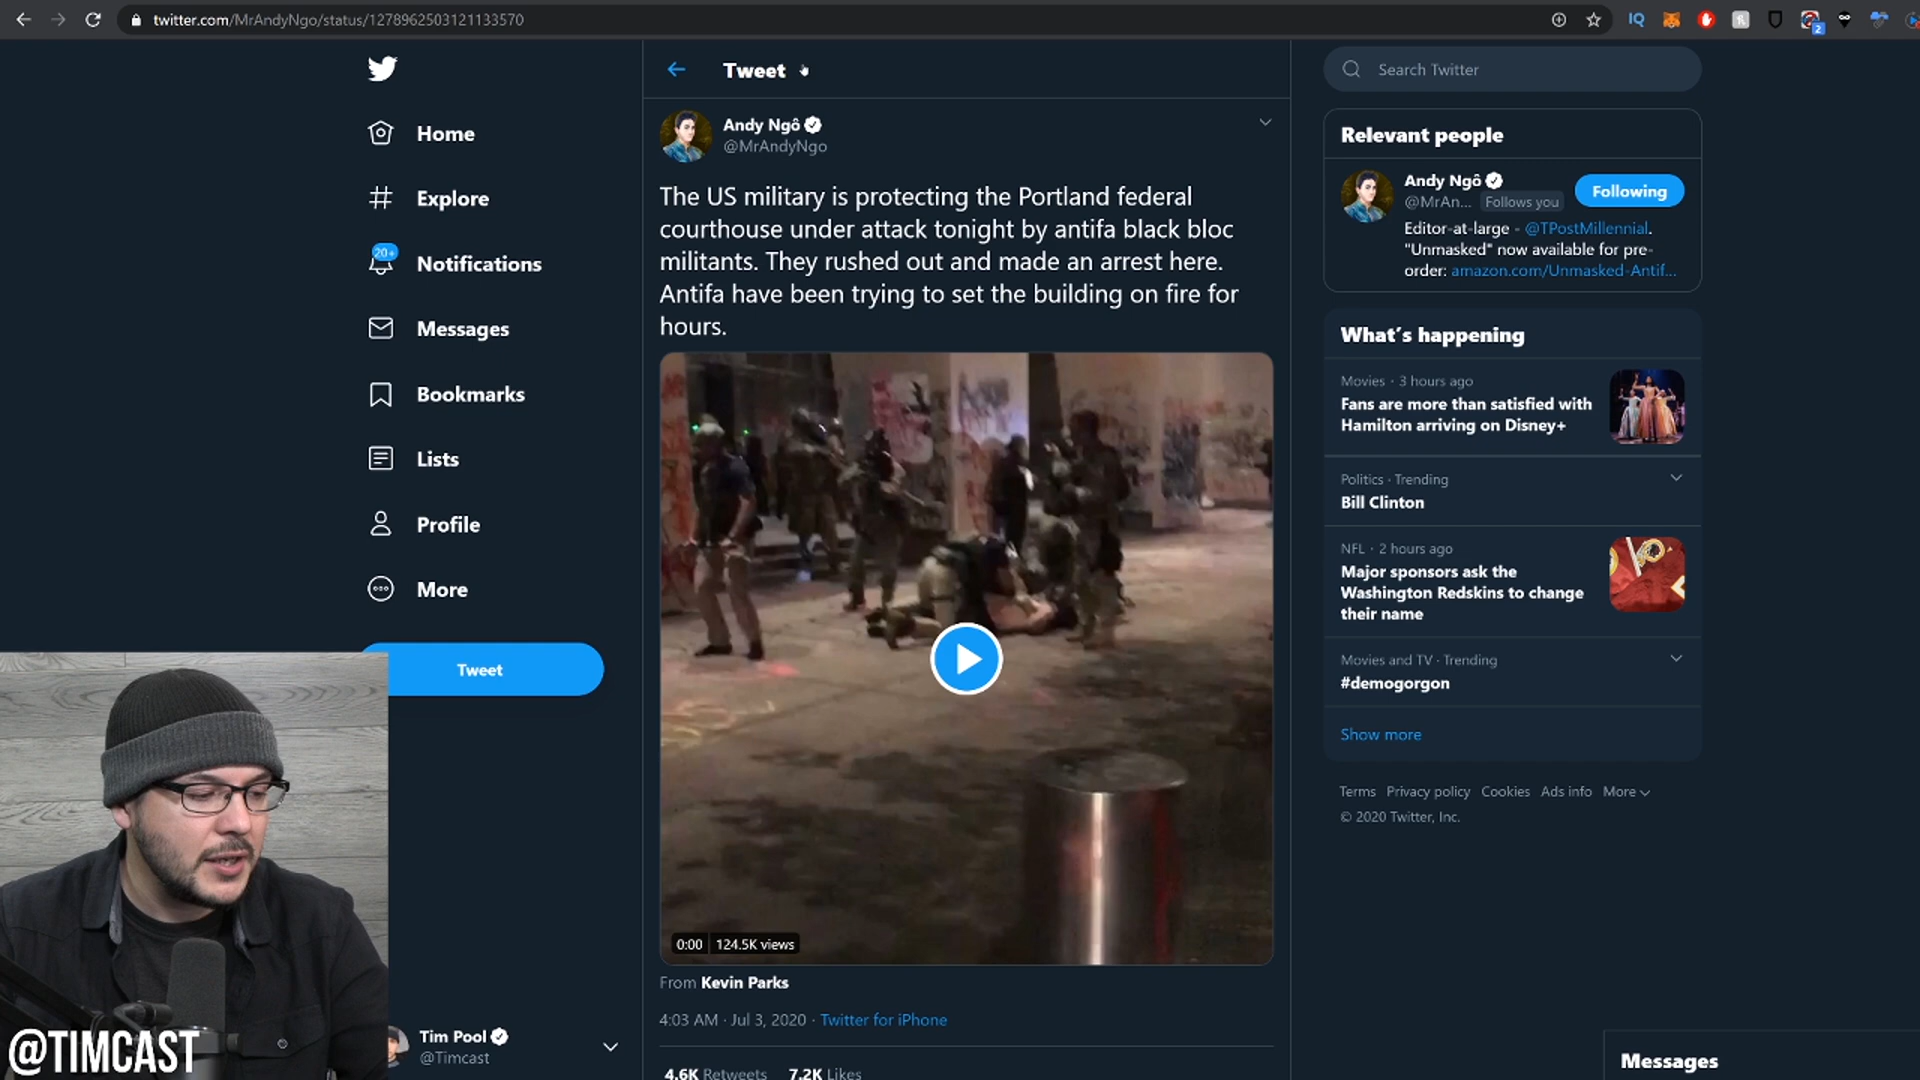 twitter.com/MrAndyNgo/status/1278962503121133570
IQ
2
Home
Explore
20+
Notifications
Messages
Bookmarks
Lists
Profile
More
Tweet
Tweet
Andy Ngô
@MrAndyNgo
The US military is protecting the Portland federal
courthouse under attack tonight by antifa black bloc
militants. They rushed out and made an arrest here.
Antifa have been trying to set the building on fire for
hours.
0:00 124.5K views
From Kevin Parks
4:03 AM · Jul 3, 2020 · Twitter for iPhone
4.6K Retweets 7.2K Likes
Search Twitter
Relevant people
Andy Ngô
@MrAn... Follows you
Following
Editor-at-large - @TPostMillennial.
"Unmasked" now available for pre-
order: amazon.com/Unmasked-Antif...
What's happening
Movies · 3 hours ago
Fans are more than satisfied with
Hamilton arriving on Disney+
Politics · Trending
Bill Clinton
NFL · 2 hours ago
Major sponsors ask the
Washington Redskins to change
their name
Movies and TV · Trending
#demogorgon
Show more
Terms Privacy policy Cookies Ads info More
© 2020 Twitter, Inc.
Messages
Tim Pool
@Timcast
@TIMCAST